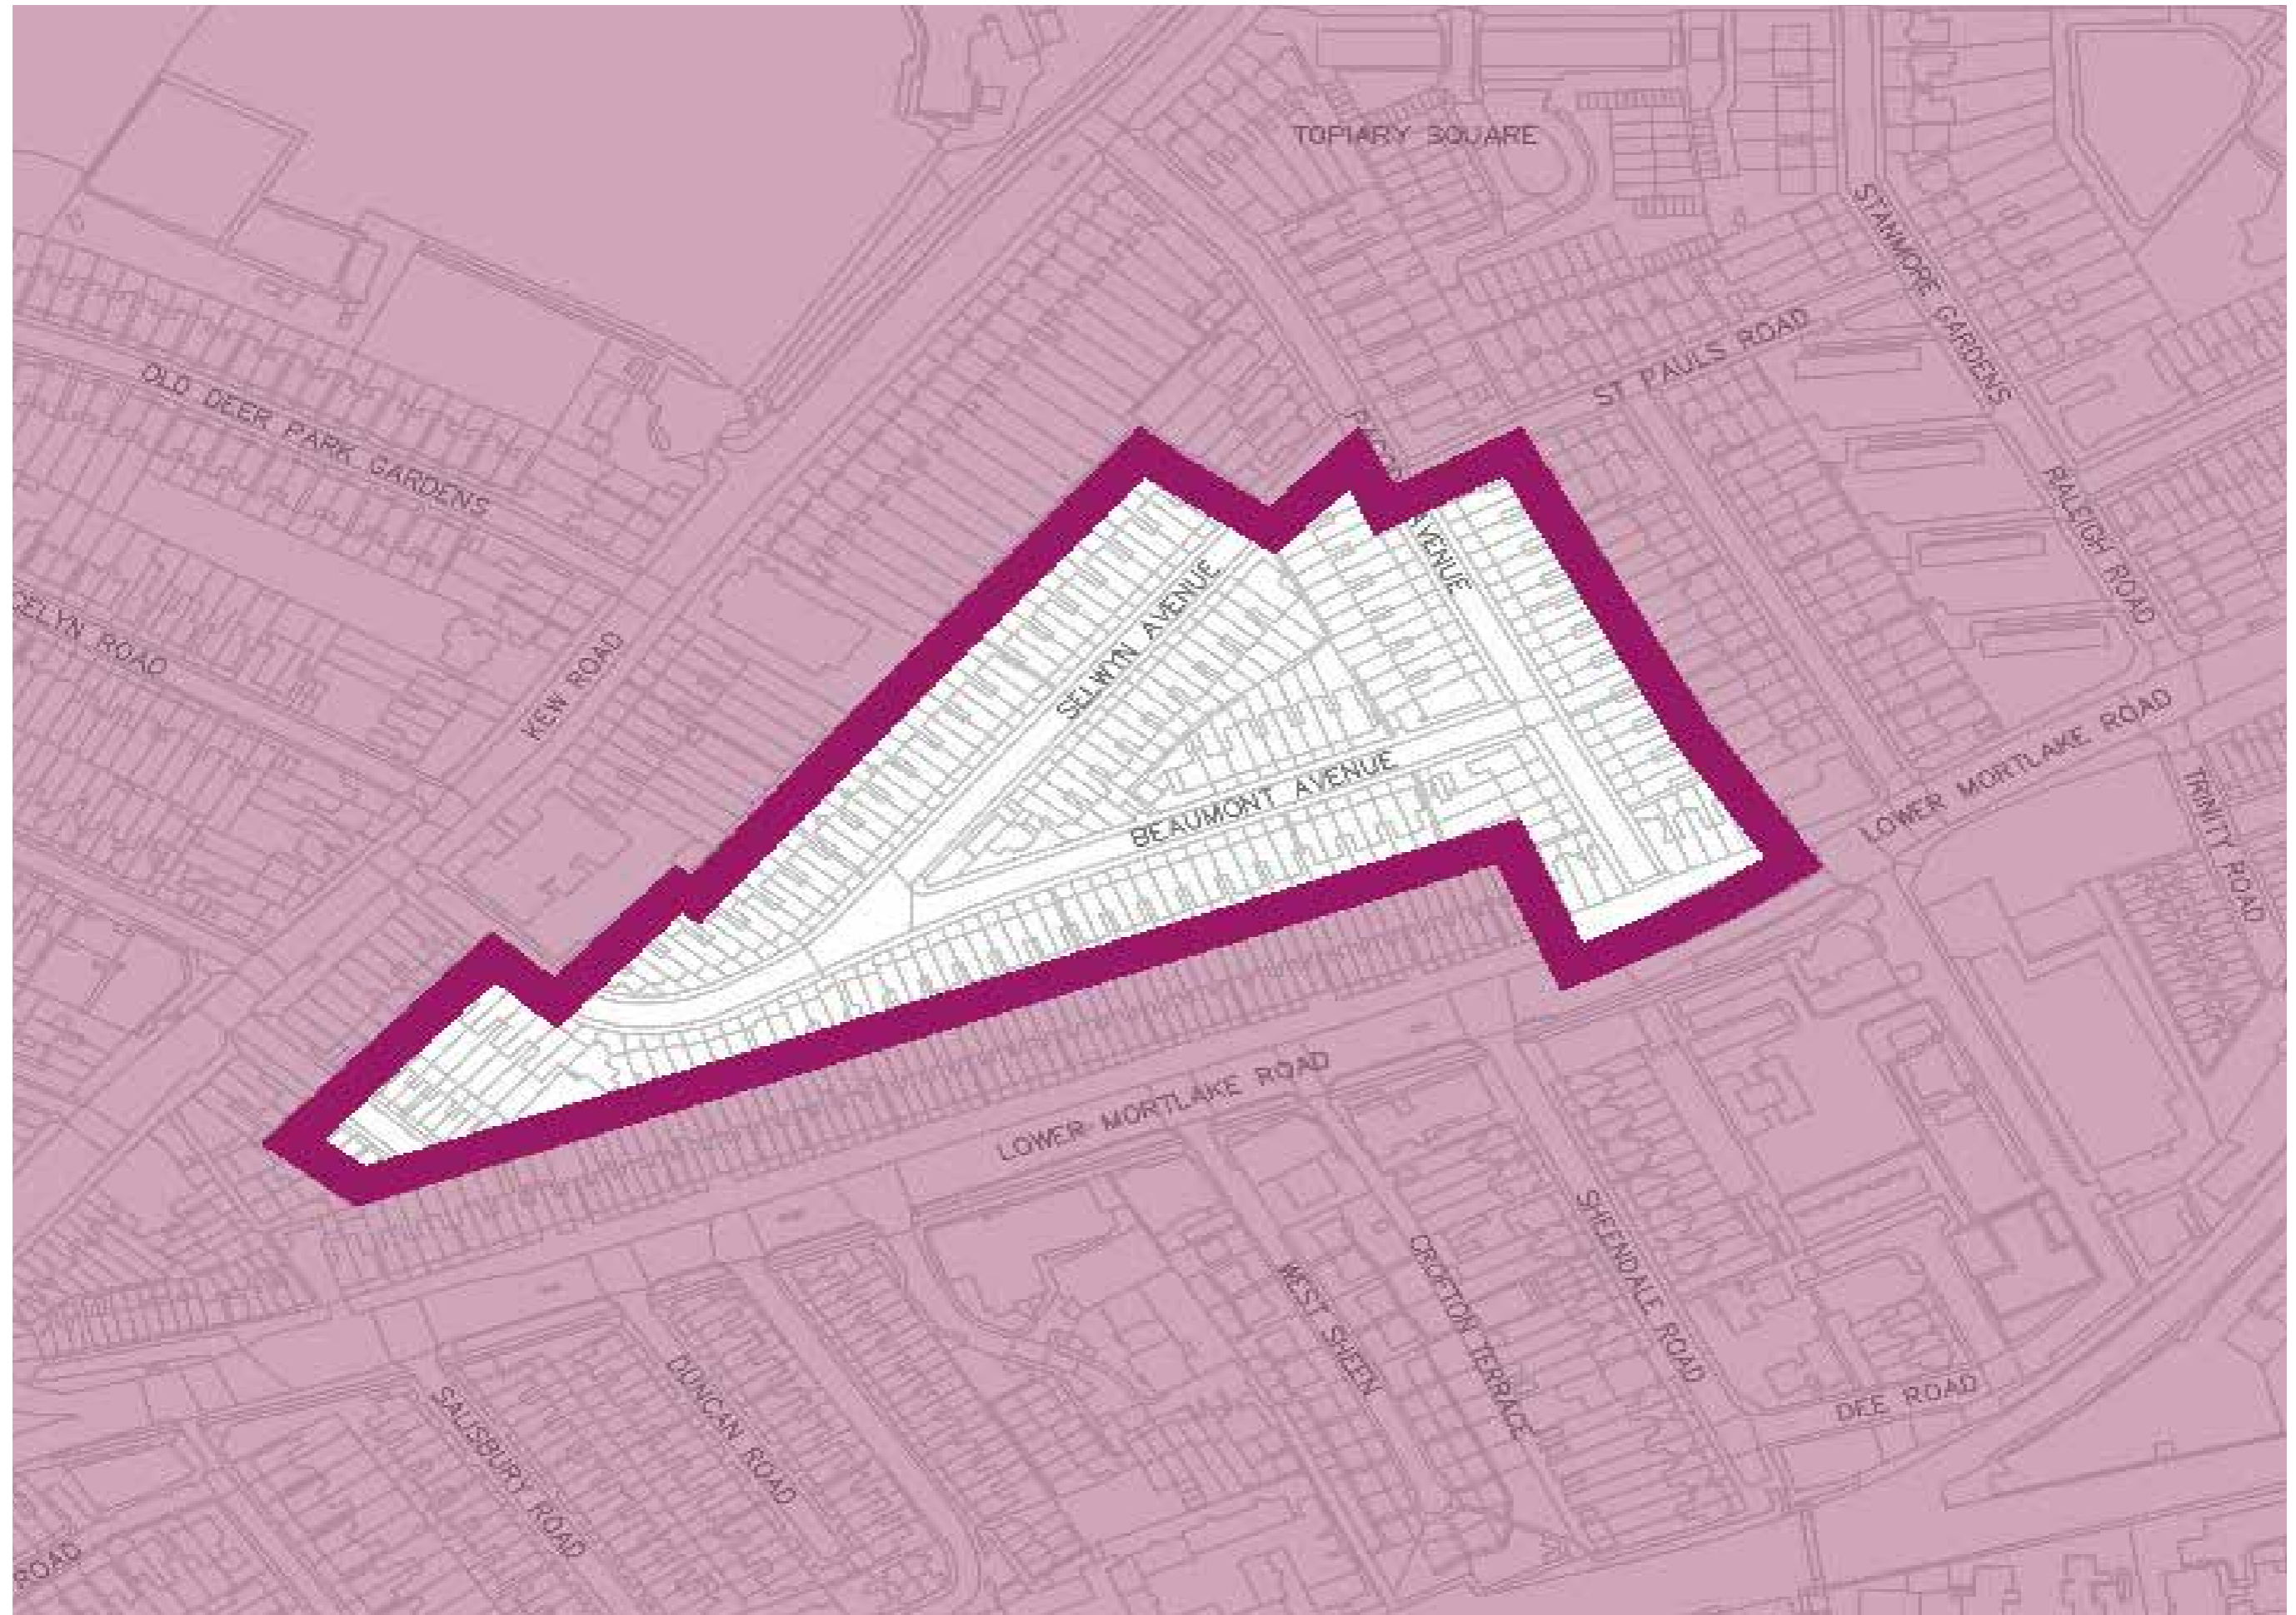 TOPIARY SQUARE
STANMORE GARDENS
ST PAULS ROAD
OLD DEER PARK GARDENS
AVENUE
RALEIGH ROAD
SELWYN AVENUE
ROAD
KEW ROAD
LOWER MORTLAKE ROAD
BEAUMONT AVENUE
TRINITY ROAD
LOWER MORTLAKE ROAD
SHEENDALE ROAD
CROFTON TERRACE
WEST SHEEN
DUNCAN ROAD
SALISBURY ROAD
DEE ROAD
ROAD